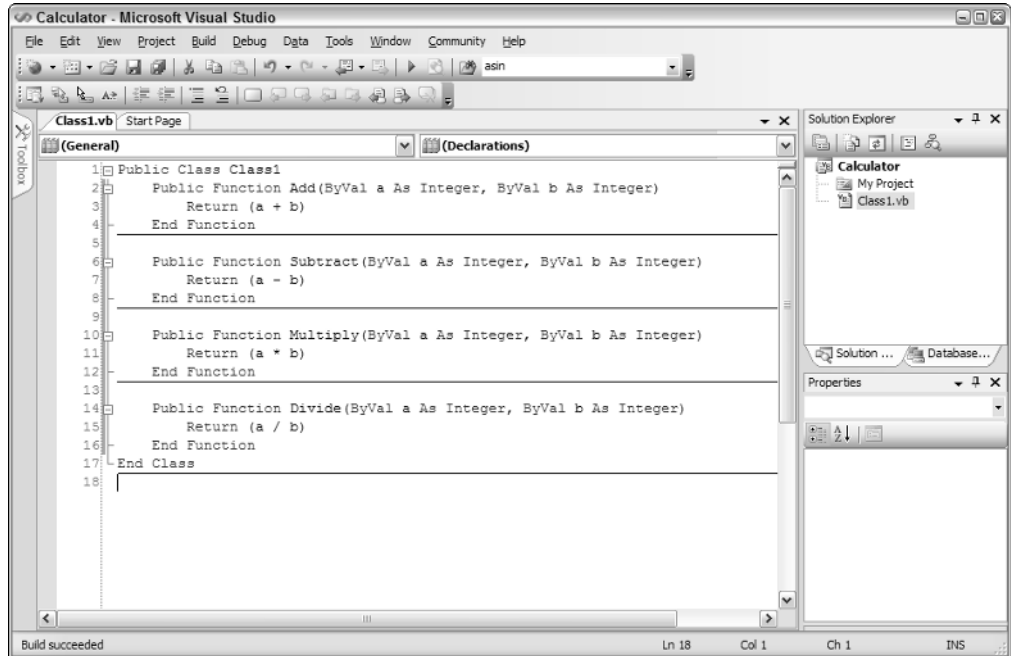 Calculator - Microsoft Visual Studio
File Edit View Project Build Debug Data Tools Window Community Help
asin
Toolbox
Class1.vb Start Page
(General) (Declarations)
1 Public Class Class1
2 Public Function Add(ByVal a As Integer, ByVal b As Integer)
3 Return (a + b)
4 End Function
5
6 Public Function Subtract(ByVal a As Integer, ByVal b As Integer)
7 Return (a - b)
8 End Function
9
10 Public Function Multiply(ByVal a As Integer, ByVal b As Integer)
11 Return (a * b)
12 End Function
13
14 Public Function Divide(ByVal a As Integer, ByVal b As Integer)
15 Return (a / b)
16 End Function
17 End Class
18
Solution Explorer
Calculator
My Project
Class1.vb
Solution ... Database...
Properties
Build succeeded Ln 18 Col 1 Ch 1 INS